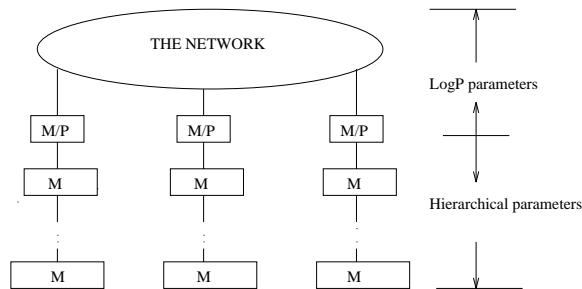 THE NETWORK
LogP parameters
M/P M/P M/P
M M M
Hierarchical parameters
M M M